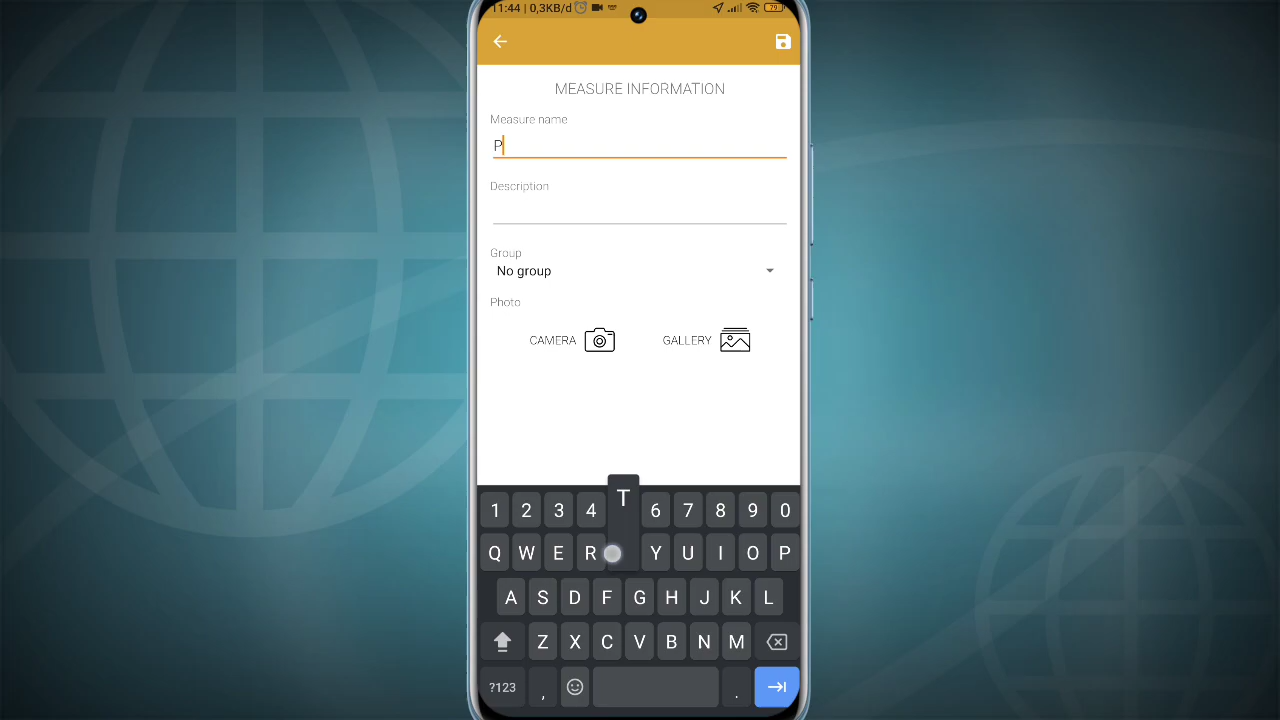 11:44 | 0,3KB/d 79
MEASURE INFORMATION
Measure name
P
Description
Group
No group
Photo
CAMERA GALLERY
T
1 2 3 4 6 7 8 9 0
Q W E R Y U I O P
A S D F G H J K L
Z X C V B N M
?123 , .